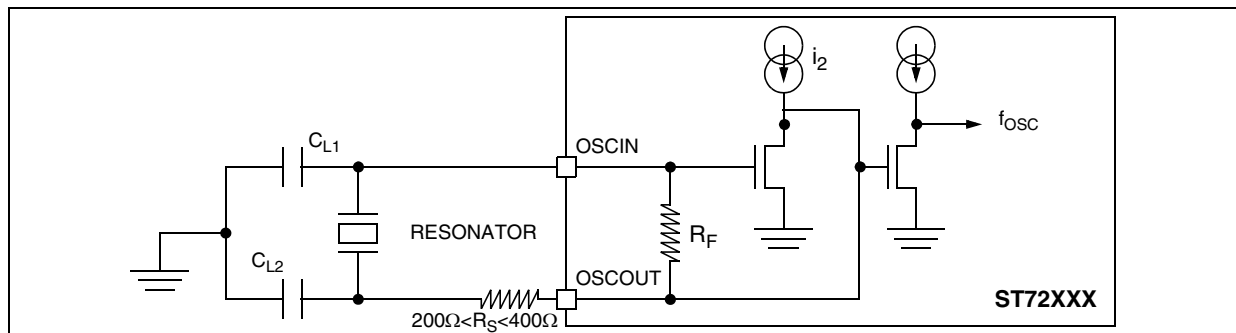 i2
fOSC
CL1
OSCIN
RESONATOR
RF
CL2
OSCOUT
200Ω<RS<400Ω
ST72XXX